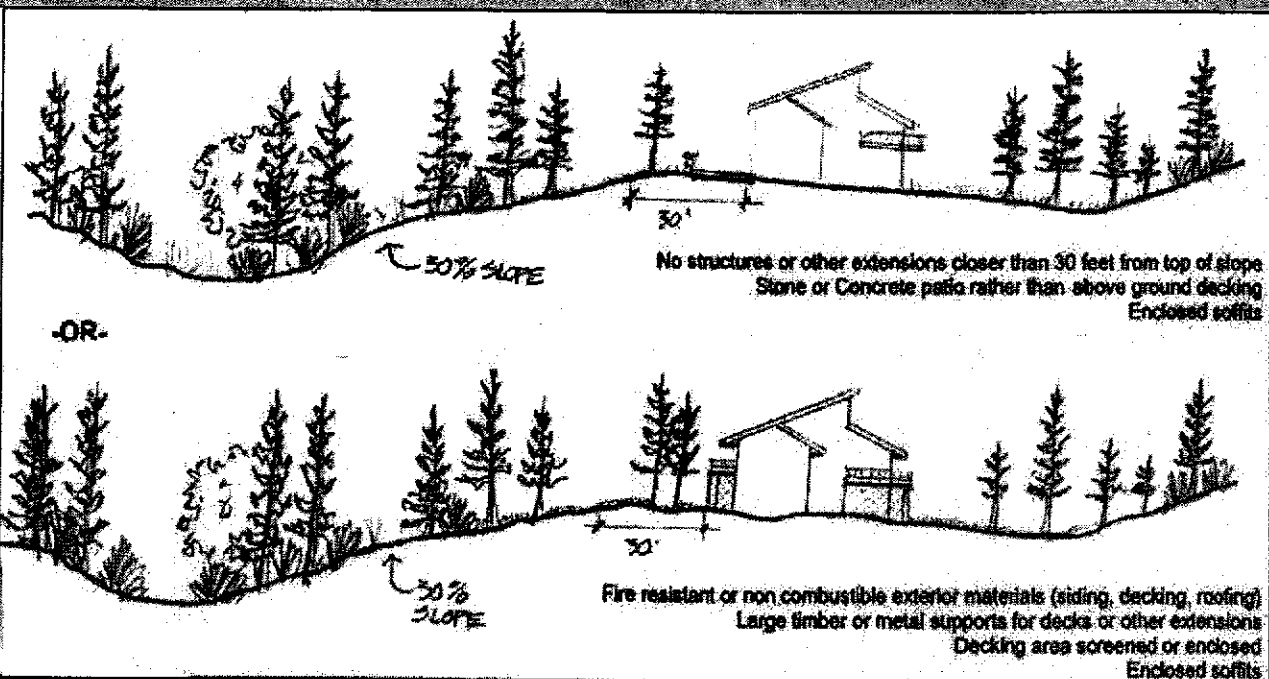 30'
30% SLOPE
No structures or other extensions closer than 30 feet from top of slope
Stone or Concrete patio rather than above ground decking
Enclosed soffits
-OR-
30'
30%
SLOPE
Fire resistant or non combustible exterior materials (siding, decking, roofing)
Large timber or metal supports for decks or other extensions
Decking area screened or enclosed
Enclosed soffits